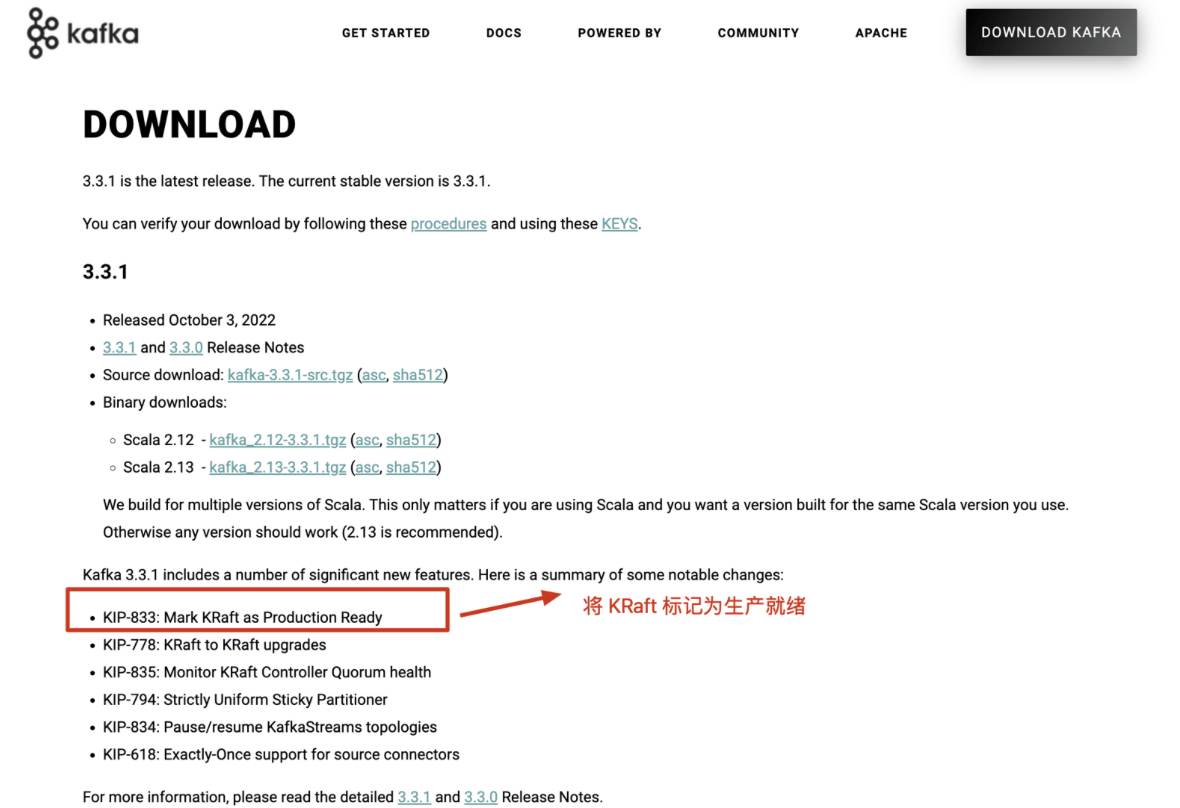 kafka
GET STARTED
DOCS
POWERED BY
COMMUNITY
APACHE
DOWNLOAD KAFKA
DOWNLOAD
3.3.1 is the latest release. The current stable version is 3.3.1.
You can verify your download by following these procedures and using these KEYS.
3.3.1
• Released October 3, 2022
• 3.3.1 and 3.3.0 Release Notes
• Source download: kafka-3.3.1-src.tgz (asc, sha512)
• Binary downloads:
◦ Scala 2.12 - kafka_2.12-3.3.1.tgz (asc, sha512)
◦ Scala 2.13 - kafka_2.13-3.3.1.tgz (asc, sha512)
We build for multiple versions of Scala. This only matters if you are using Scala and you want a version built for the same Scala version you use.
Otherwise any version should work (2.13 is recommended).
Kafka 3.3.1 includes a number of significant new features. Here is a summary of some notable changes:
• KIP-833: Mark KRaft as Production Ready
将 KRaft 标记为生产就绪
• KIP-778: KRaft to KRaft upgrades
• KIP-835: Monitor KRaft Controller Quorum health
• KIP-794: Strictly Uniform Sticky Partitioner
• KIP-834: Pause/resume KafkaStreams topologies
• KIP-618: Exactly-Once support for source connectors
For more information, please read the detailed 3.3.1 and 3.3.0 Release Notes.